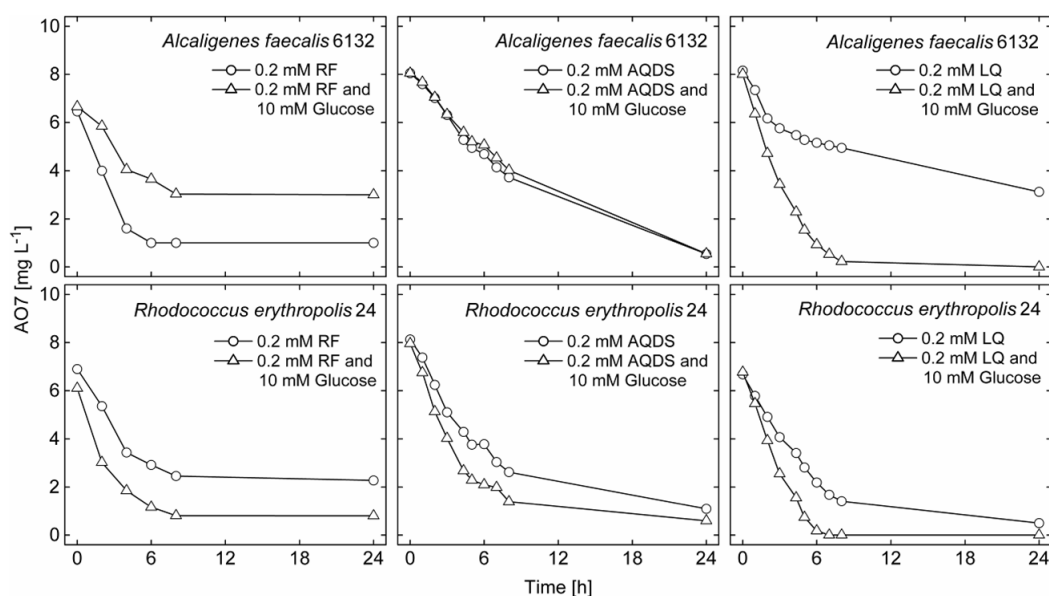 10
8
6
4
2
0
Alcaligenes faecalis 6132
0.2 mM RF
0.2 mM RF and
10 mM Glucose
Alcaligenes faecalis 6132
0.2 mM AQDS
0.2 mM AQDS and
10 mM Glucose
Alcaligenes faecalis 6132
0.2 mM LQ
0.2 mM LQ and
10 mM Glucose
AO7 [mg L-1]
10
8
6
4
2
0
Rhodococcus erythropolis 24
0.2 mM RF
0.2 mM RF and
10 mM Glucose
Rhodococcus erythropolis 24
0.2 mM AQDS
0.2 mM AQDS and
10 mM Glucose
Rhodococcus erythropolis 24
0.2 mM LQ
0.2 mM LQ and
10 mM Glucose
0 6 12 18 24 0 6 12 18 24 0 6 12 18 24
Time [h]